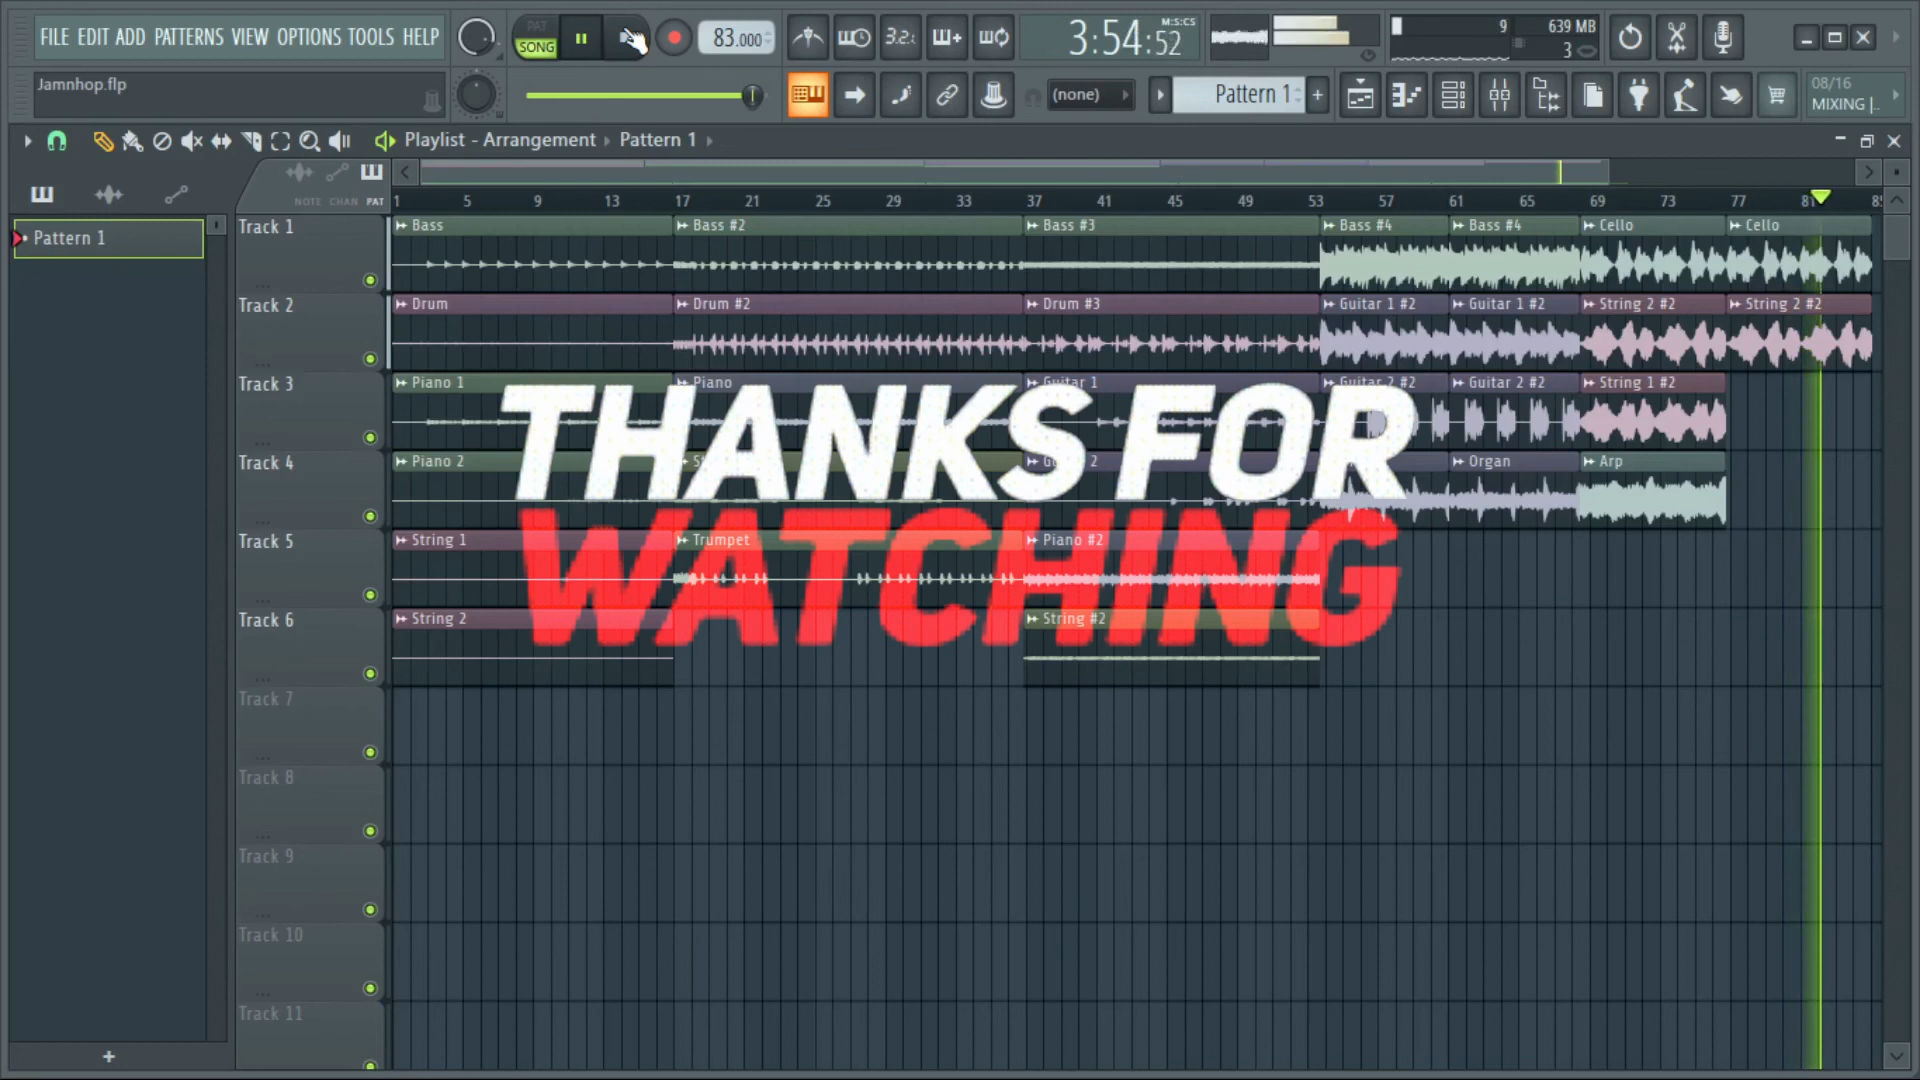 FILE EDIT ADD PATTERNS VIEW OPTIONS TOOLS HELP
PAT
SONG
83.000
3:54:52
M:S:CS
9
639 MB
3
Jamnhop.flp
(none)
Pattern 1
08/16
MIXING |..
Playlist - Arrangement Pattern 1
NOTE CHAN PAT
1 5 9 13 17 21 25 29 33 37 41 45 49 53 57 61 65 69 73 77 81 85
Pattern 1
Track 1
Bass Bass #2 Bass #3 Bass #4 Bass #4 Cello Cello
Track 2
Drum Drum #2 Drum #3 Guitar 1 #2 Guitar 1 #2 String 2 #2 String 2 #2
Track 3
Piano 1 Piano Guitar 1 Guitar 2 #2 Guitar 2 #2 String 1 #2
THANKS FOR
Track 4
Piano 2 Organ Arp
WATCHING
Track 5
String 1 Trumpet Piano #2
Track 6
String 2 String #2
Track 7
Track 8
Track 9
Track 10
Track 11